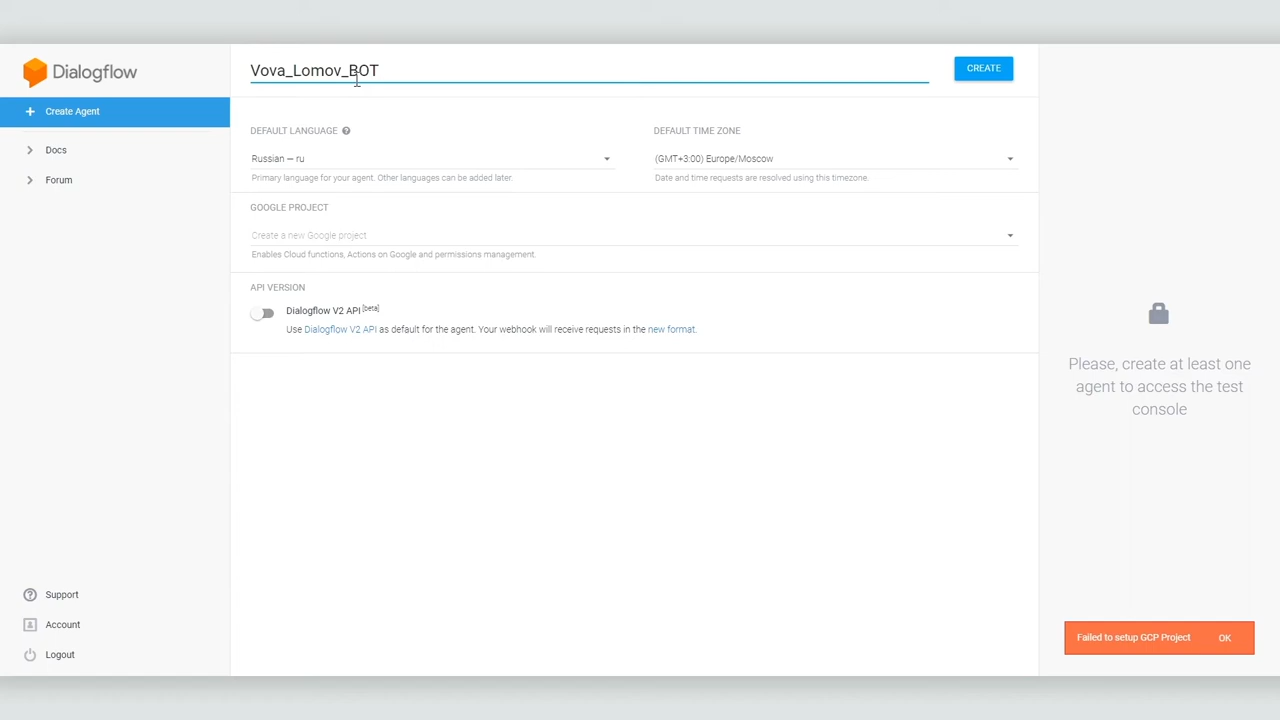 Dialogflow
Create Agent
Docs
Forum
Support
Account
Logout
Vova_Lomov_BOT
CREATE
DEFAULT LANGUAGE ?
DEFAULT TIME ZONE
Russian — ru
(GMT+3:00) Europe/Moscow
Primary language for your agent. Other languages can be added later.
Date and time requests are resolved using this timezone.
GOOGLE PROJECT
Create a new Google project
Enables Cloud functions, Actions on Google and permissions management.
API VERSION
Dialogflow V2 API [beta]
Use Dialogflow V2 API as default for the agent. Your webhook will receive requests in the new format.
Please, create at least one
agent to access the test
console
Failed to setup GCP Project OK